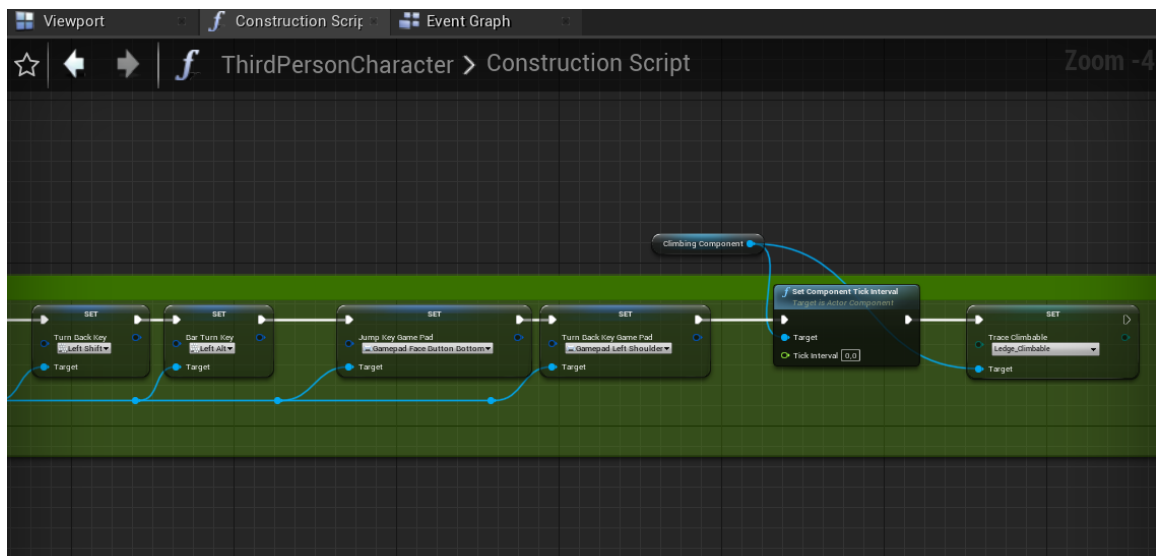 Viewport
Construction Scrip
Event Graph
ThirdPersonCharacter > Construction Script
Zoom -4
Climbing Component
SET
Turn Back Key
Left Shift
Target
SET
Bar Turn Key
Left Alt
Target
SET
Jump Key Game Pad
Gamepad Face Button Bottom
Target
SET
Turn Back Key Game Pad
Gamepad Left Shoulder
Target
f Set Component Tick Interval
Target is Actor Component
Target
Tick Interval 0,0
SET
Trace Climbable
Ledge_Climbable
Target